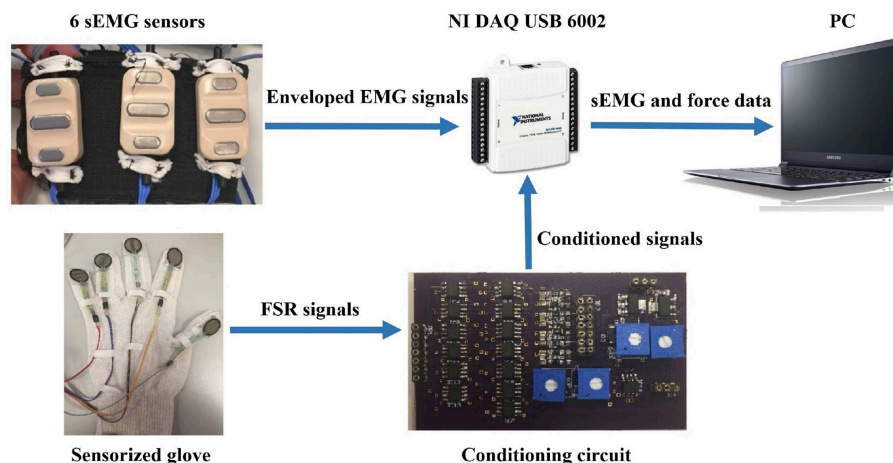 6 sEMG sensors
NI DAQ USB 6002
PC
Enveloped EMG signals
sEMG and force data
NATIONAL
INSTRUMENTS
SAMSUNG
Conditioned signals
FSR signals
Sensorized glove
Conditioning circuit